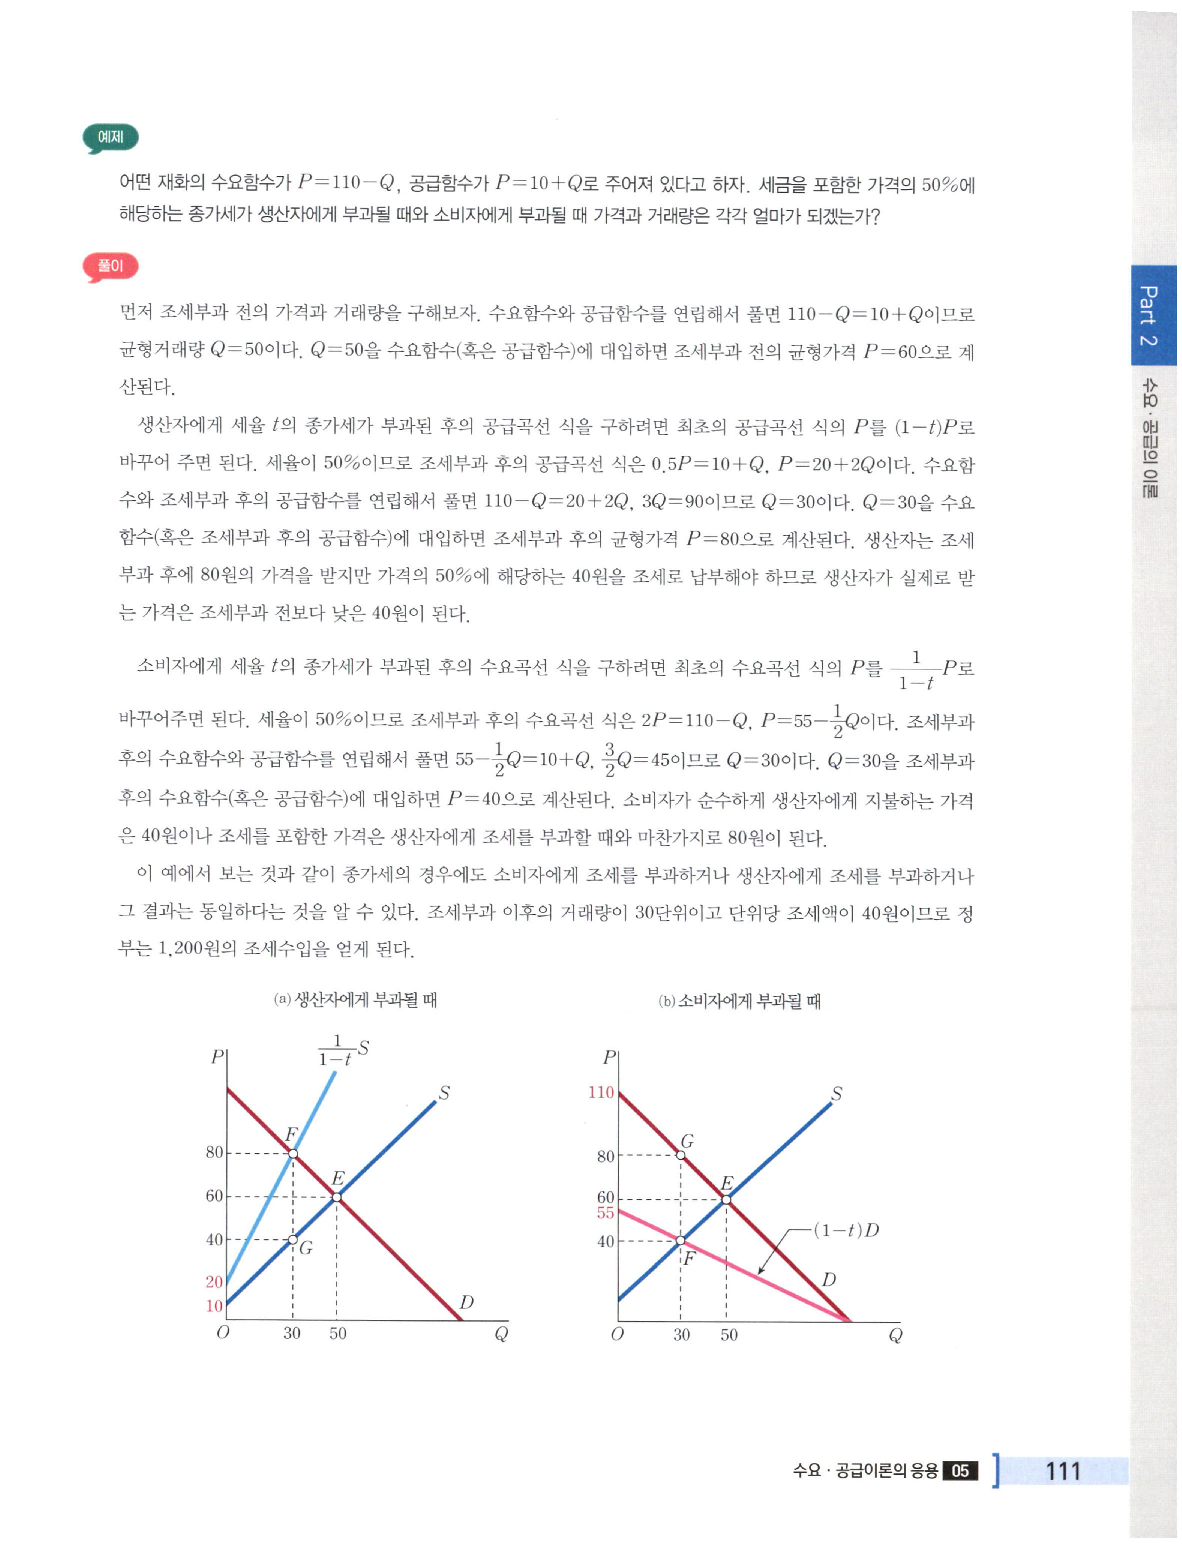 예제
어떤 재화의 수요함수가 P=110-Q, 공급함수가 P=10+Q로 주어져 있다고 하자. 세금을 포함한 가격의 50%에
해당하는 종가세가 생산자에게 부과될 때와 소비자에게 부과될 때 가격과 거래량은 각각 얼마가 되겠는가?
풀이
먼저 조세부과 전의 가격과 거래량을 구해보자. 수요함수와 공급함수를 연립해서 풀면 110-Q=10+Q이므로
균형거래량 Q=50이다. Q=50을 수요함수(혹은 공급함수)에 대입하면 조세부과 전의 균형가격 P=60으로 계
산된다.
생산자에게 세율 t의 종가세가 부과된 후의 공급곡선 식을 구하려면 최초의 공급곡선 식의 P를 (1-t)P로
바꾸어 주면 된다. 세율이 50%이므로 조세부과 후의 공급곡선 식은 0.5P=10+Q, P=20+2Q이다. 수요함
수와 조세부과 후의 공급함수를 연립해서 풀면 110-Q=20+2Q, 3Q=90이므로 Q=30이다. Q=30을 수요
함수(혹은 조세부과 후의 공급함수)에 대입하면 조세부과 후의 균형가격 P=80으로 계산된다. 생산자는 조세
부과 후에 80원의 가격을 받지만 가격의 50%에 해당하는 40원을 조세로 납부해야 하므로 생산자가 실제로 받
는 가격은 조세부과 전보다 낮은 40원이 된다.
소비자에게 세율 t의 종가세가 부과된 후의 수요곡선 식을 구하려면 최초의 수요곡선 식의 P를 1/(1-t) P로
바꾸어주면 된다. 세율이 50%이므로 조세부과 후의 수요곡선 식은 2P=110-Q, P=55-1/2Q이다. 조세부과
후의 수요함수와 공급함수를 연립해서 풀면 55-1/2Q=10+Q, 3/2Q=45이므로 Q=30이다. Q=30을 조세부과
후의 수요함수(혹은 공급함수)에 대입하면 P=40으로 계산된다. 소비자가 순수하게 생산자에게 지불하는 가격
은 40원이나 조세를 포함한 가격은 생산자에게 조세를 부과할 때와 마찬가지로 80원이 된다.
이 예에서 보는 것과 같이 종가세의 경우에도 소비자에게 조세를 부과하거나 생산자에게 조세를 부과하거나
그 결과는 동일하다는 것을 알 수 있다. 조세부과 이후의 거래량이 30단위이고 단위당 조세액이 40원이므로 정
부는 1,200원의 조세수입을 얻게 된다.
(a) 생산자에게 부과될 때
P
1/(1-t) S
S
F
80
E
60
40
G
20
10
D
O
30
50
Q
(b) 소비자에게 부과될 때
P
110
S
G
80
E
60
55
(1-t)D
40
F
D
O
30
50
Q
Part 2
수요·공급의 이론
수요·공급이론의 응용 05
111